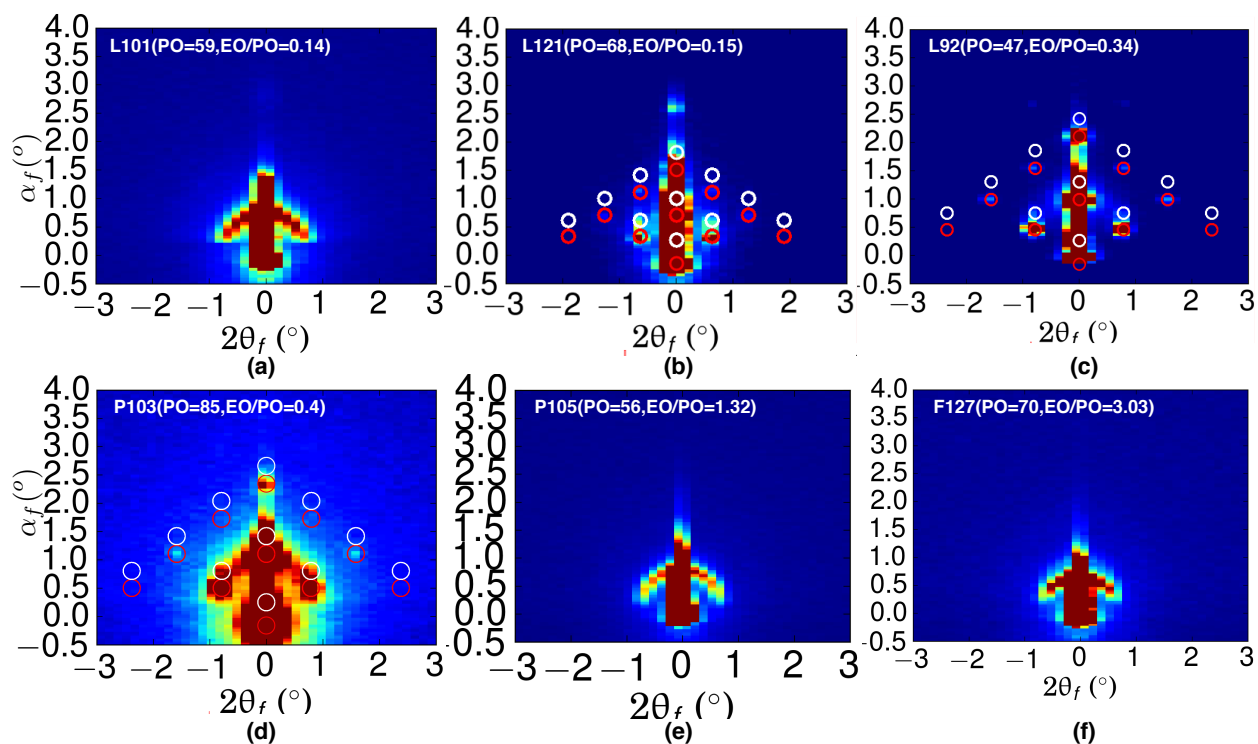 L101(PO=59,EO/PO=0.14)
4.0
3.5
3.0
2.5
2.0
1.5
1.0
0.5
0.0
−0.5
α_f(°)
−3 −2 −1 0 1 2 3
2θ_f (°)
(a)
L121(PO=68,EO/PO=0.15)
4.0
3.5
3.0
2.5
2.0
1.5
1.0
0.5
0.0
-0.5
−3 −2 −1 0 1 2 3
2θ_f (°)
(b)
L92(PO=47,EO/PO=0.34)
4.0
3.5
3.0
2.5
2.0
1.5
1.0
0.5
0.0
-0.5
−3 −2 −1 0 1 2 3
2θ_f (°)
(c)
P103(PO=85,EO/PO=0.4)
4.0
3.5
3.0
2.5
2.0
1.5
1.0
0.5
0.0
−0.5
α_f(°)
−3 −2 −1 0 1 2 3
2θ_f (°)
(d)
P105(PO=56,EO/PO=1.32)
4.0
3.5
3.0
2.5
2.0
1.5
1.0
0.5
0.0
-0.5
−3 −2 −1 0 1 2 3
2θ_f (°)
(e)
F127(PO=70,EO/PO=3.03)
4.0
3.5
3.0
2.5
2.0
1.5
1.0
0.5
0.0
-0.5
−3 −2 −1 0 1 2 3
2θ_f (°)
(f)